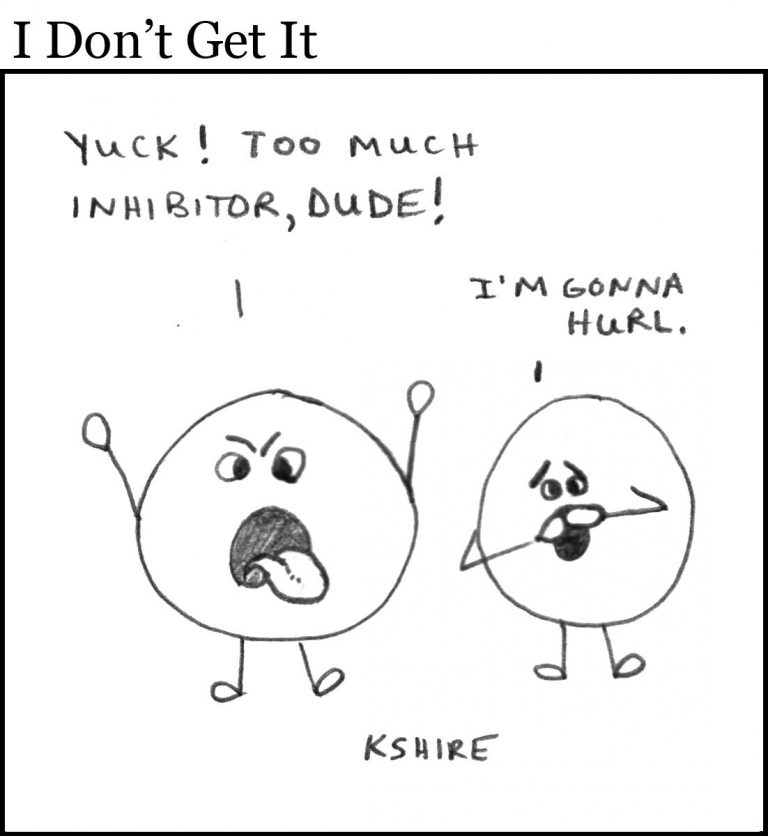 I Don’t Get It
YUCK! TOO MUCH
INHIBITOR, DUDE!
I'M GONNA
HURL.
KSHIRE